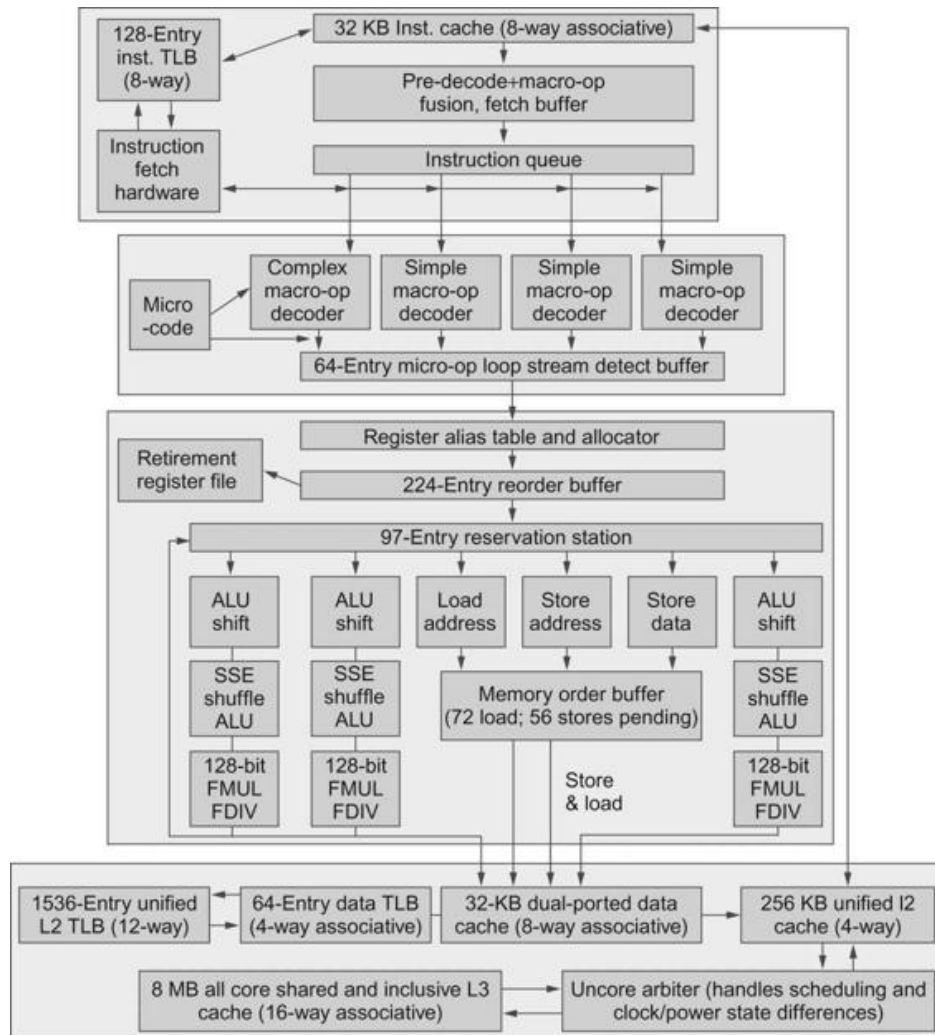 128-Entry
inst. TLB
(8-way)
32 KB Inst. cache (8-way associative)
Pre-decode+macro-op
fusion, fetch buffer
Instruction
fetch
hardware
Instruction queue
Micro
-code
Complex
macro-op
decoder
Simple
macro-op
decoder
Simple
macro-op
decoder
Simple
macro-op
decoder
64-Entry micro-op loop stream detect buffer
Register alias table and allocator
Retirement
register file
224-Entry reorder buffer
97-Entry reservation station
ALU
shift
ALU
shift
Load
address
Store
address
Store
data
ALU
shift
SSE
shuffle
ALU
SSE
shuffle
ALU
Memory order buffer
(72 load; 56 stores pending)
SSE
shuffle
ALU
128-bit
FMUL
FDIV
128-bit
FMUL
FDIV
Store
& load
128-bit
FMUL
FDIV
1536-Entry unified
L2 TLB (12-way)
64-Entry data TLB
(4-way associative)
32-KB dual-ported data
cache (8-way associative)
256 KB unified l2
cache (4-way)
8 MB all core shared and inclusive L3
cache (16-way associative)
Uncore arbiter (handles scheduling and
clock/power state differences)